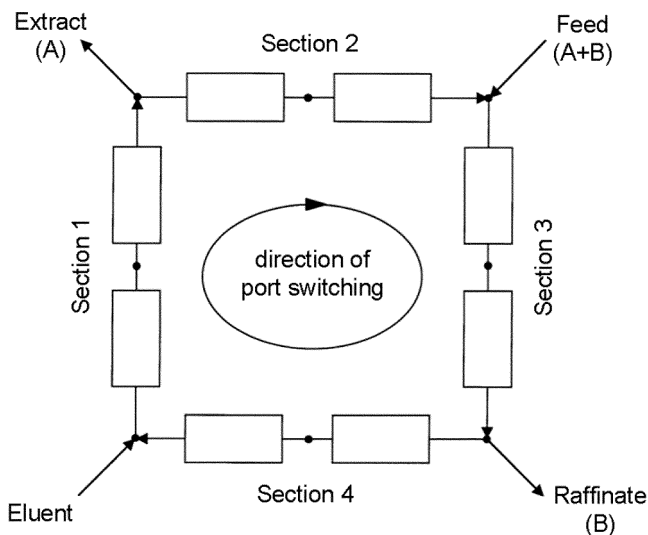 Extract
(A)
Section 2
Feed
(A+B)
Section 1
direction of
port switching
Section 3
Eluent
Section 4
Raffinate
(B)